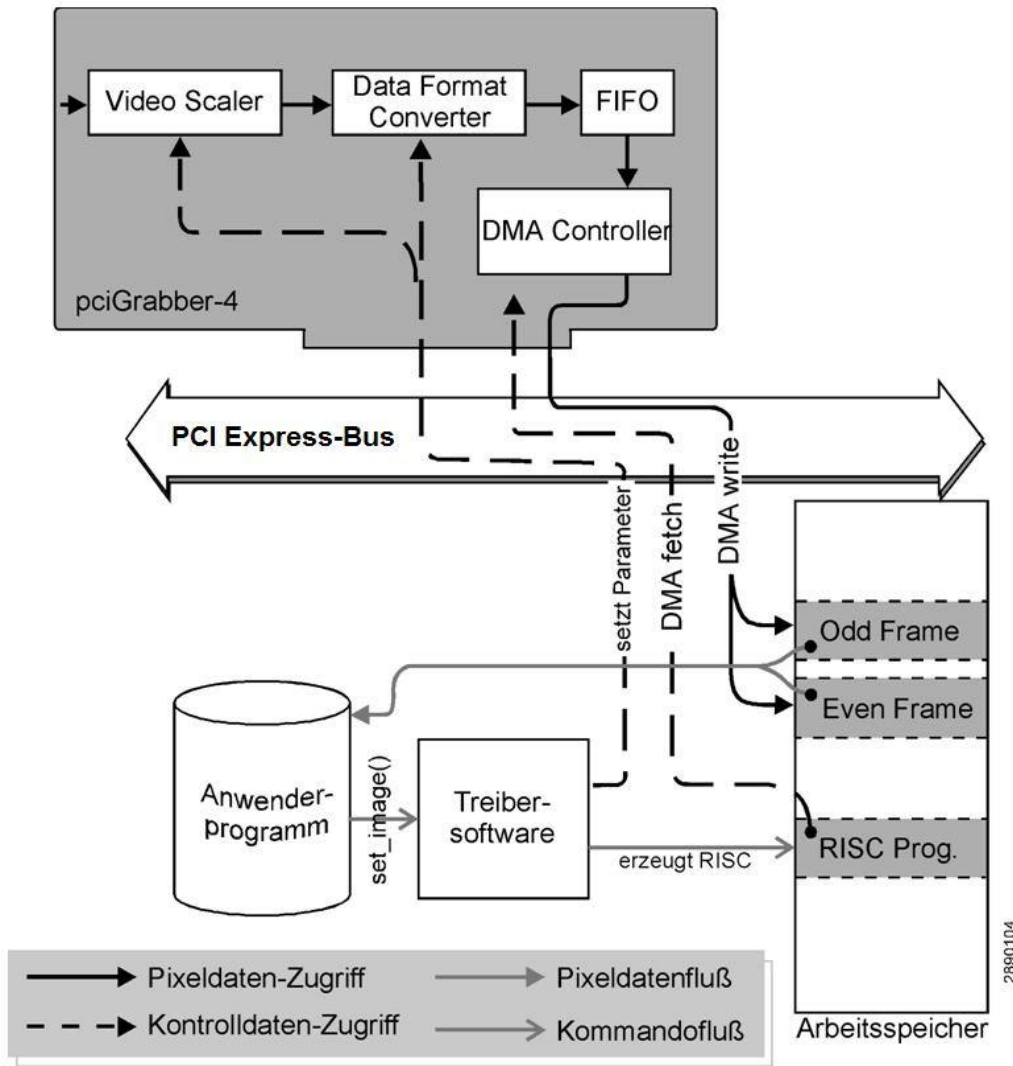 Video Scaler
Data Format
Converter
FIFO
DMA Controller
pciGrabber-4
PCI Express-Bus
setzt Parameter
DMA fetch
DMA write
Odd Frame
Even Frame
RISC Prog.
Arbeitsspeicher
Anwender-
programm
set_image()
Treiber-
software
erzeugt RISC
Pixeldaten-Zugriff
Pixeldatenfluß
Kontrolldaten-Zugriff
Kommandofluß
2890104